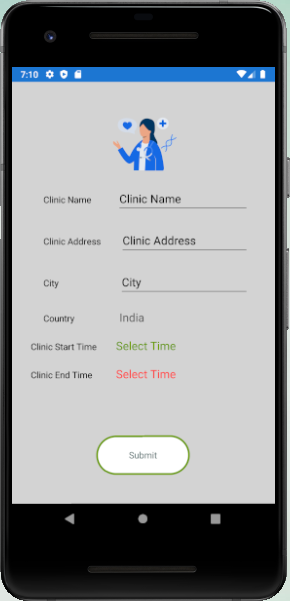 7:10
Clinic Name Clinic Name
Clinic Address Clinic Address
City City
Country India
Clinic Start Time Select Time
Clinic End Time Select Time
Submit